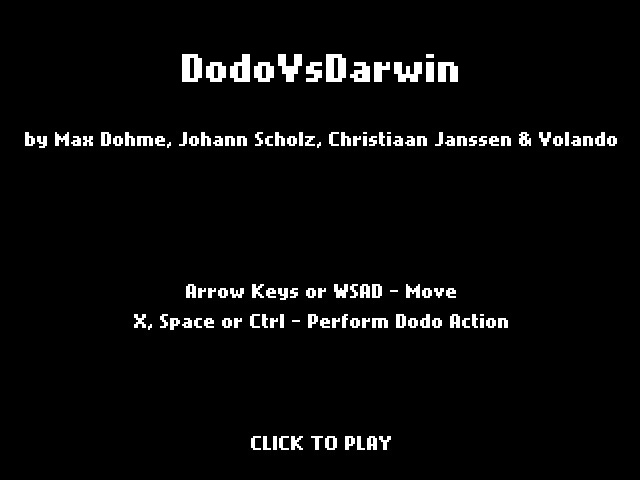 DodoVsDarwin
by Max Dohme, Johann Scholz, Christiaan Janssen & Yolando
Arrow Keys or WSAD - Move
X, Space or Ctrl - Perform Dodo Action
CLICK TO PLAY